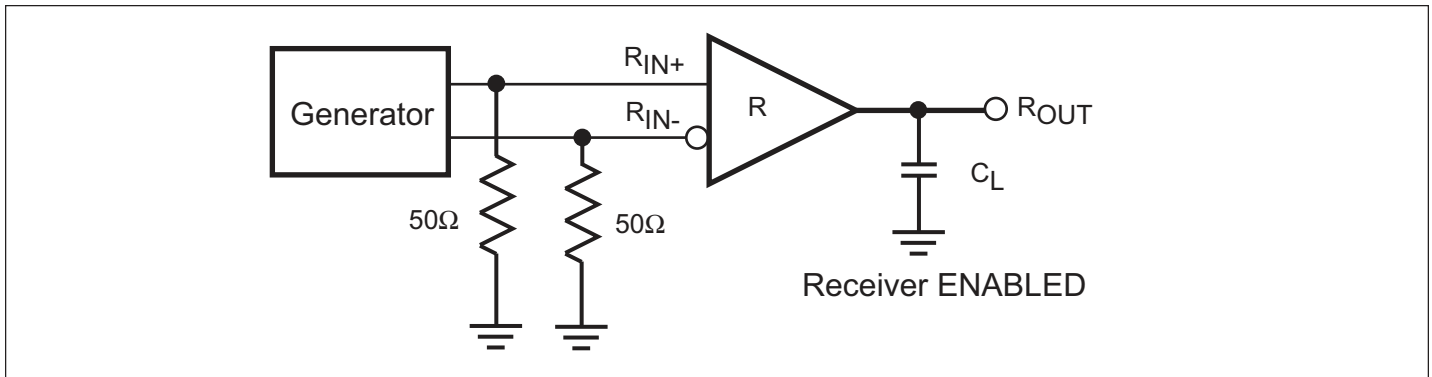 Generator
RIN+
RIN-
R
ROUT
CL
50Ω
50Ω
Receiver ENABLED